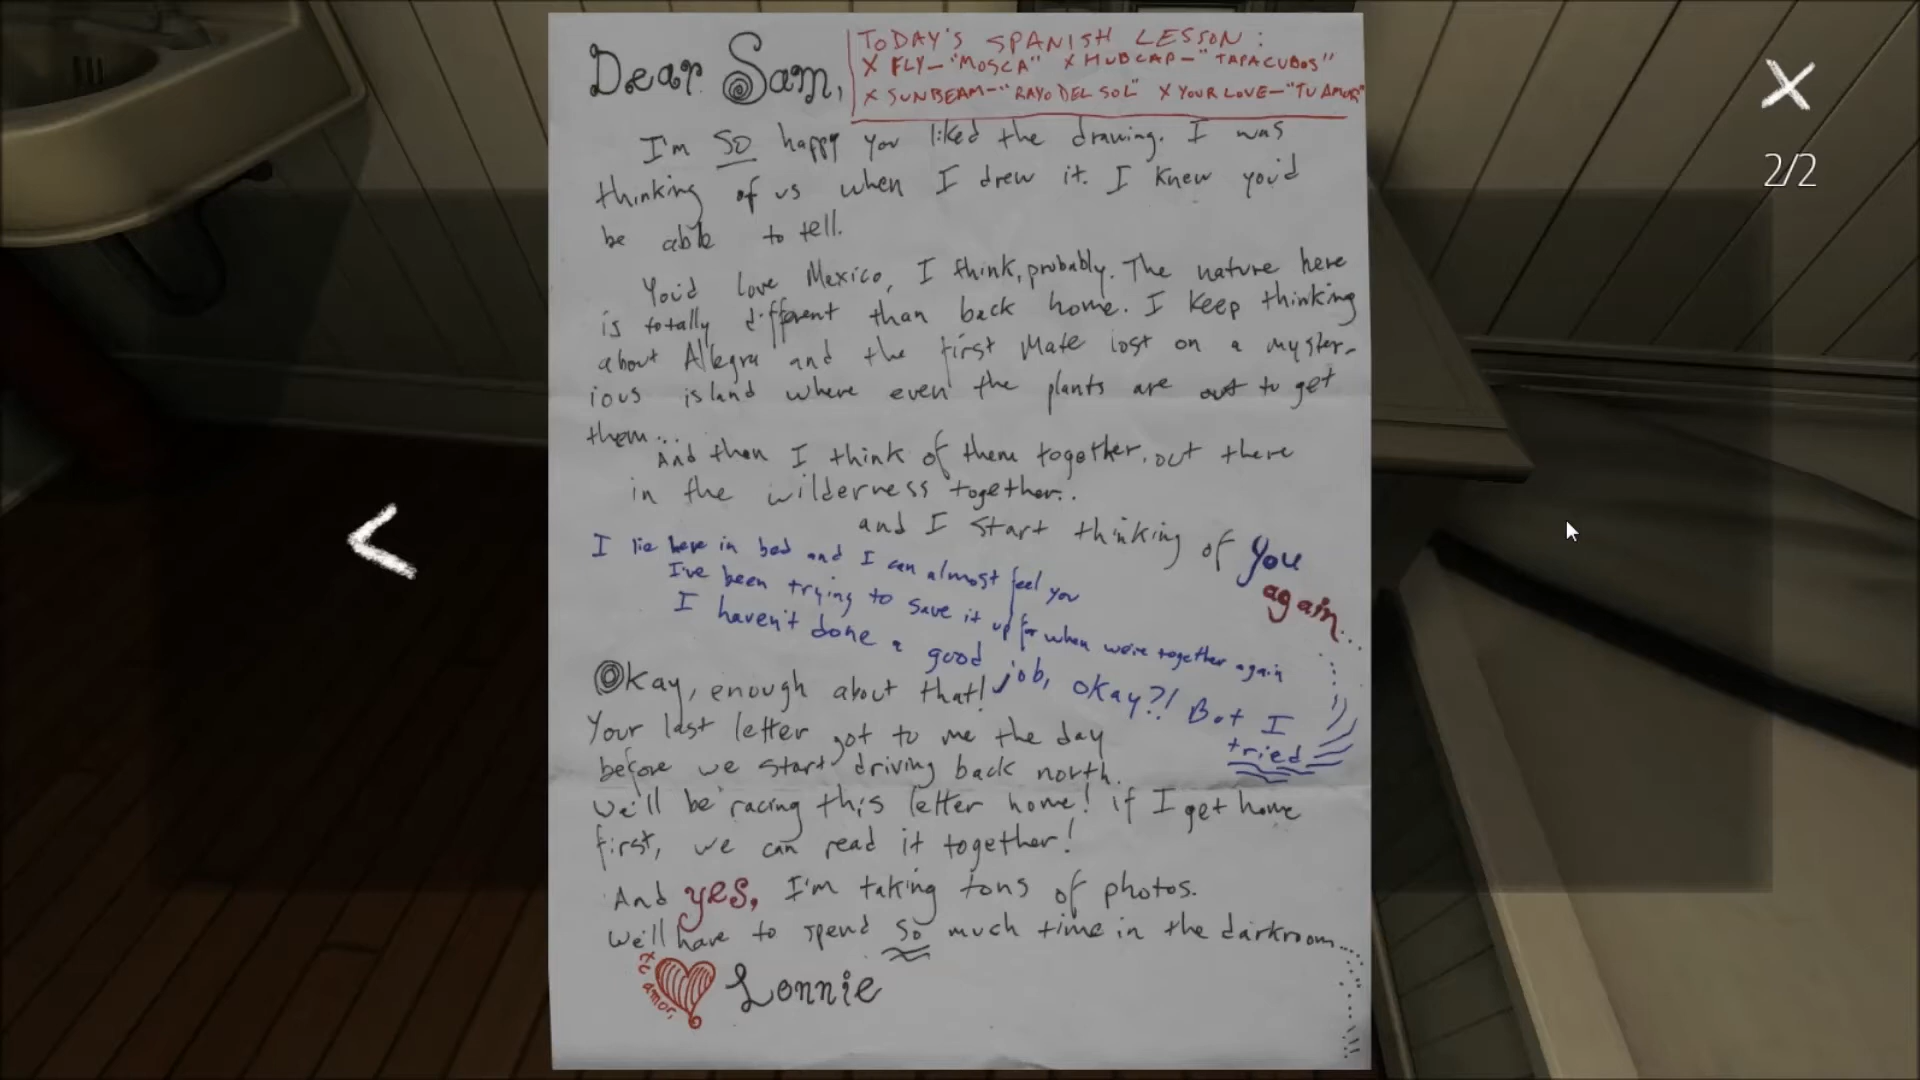 Dear Sam,
TODAY'S SPANISH LESSON:
X FLY-"MOSCA" X HUBCAP-"TAPACUBOS"
X SUNBEAM-"RAYO DEL SOL" X YOUR LOVE-"TU AMOR"
I'm SO happy you liked the drawing. I was
thinking of us when I drew it. I knew you'd
be able to tell.
You'd love Mexico, I think, probably. The nature here
is totally different than back home. I keep thinking
about Allegra and the first Mate lost on a myster-
ious island where even the plants are out to get
them...
And then I think of them together, out there
in the wilderness together..
and I start thinking of you
again...
I lie here in bed and I can almost feel you
I've been trying to save it up for when we're together again
I haven't done a good job, okay?! But I
tried
Okay, enough about that!
Your last letter got to me the day
before we start driving back north.
We'll be racing this letter home! if I get home
first, we can read it together!
And yes, I'm taking tons of photos.
We'll have to spend so much time in the darkroom...
te amor,
Lonnie
2/2